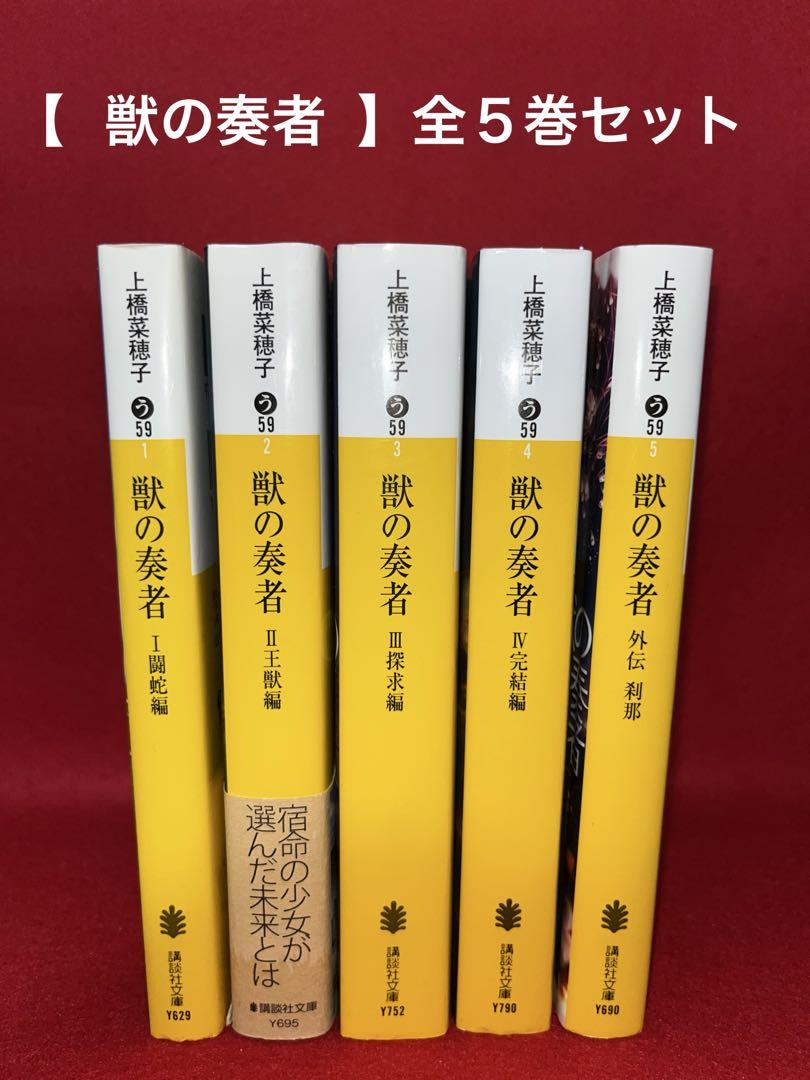 【 獣の奏者 】全5巻セット
上橋菜穂子
う
59
1
獣の奏者
I闘蛇編
講談社文庫
Y629
上橋菜穂子
う
59
2
獣の奏者
II王獣編
宿命の少女が
選んだ未来とは
講談社文庫
Y695
上橋菜穂子
う
59
3
獣の奏者
III探求編
講談社文庫
Y752
上橋菜穂子
う
59
4
獣の奏者
IV完結編
講談社文庫
Y790
上橋菜穂子
う
59
5
獣の奏者
外伝 刹那
講談社文庫
Y690